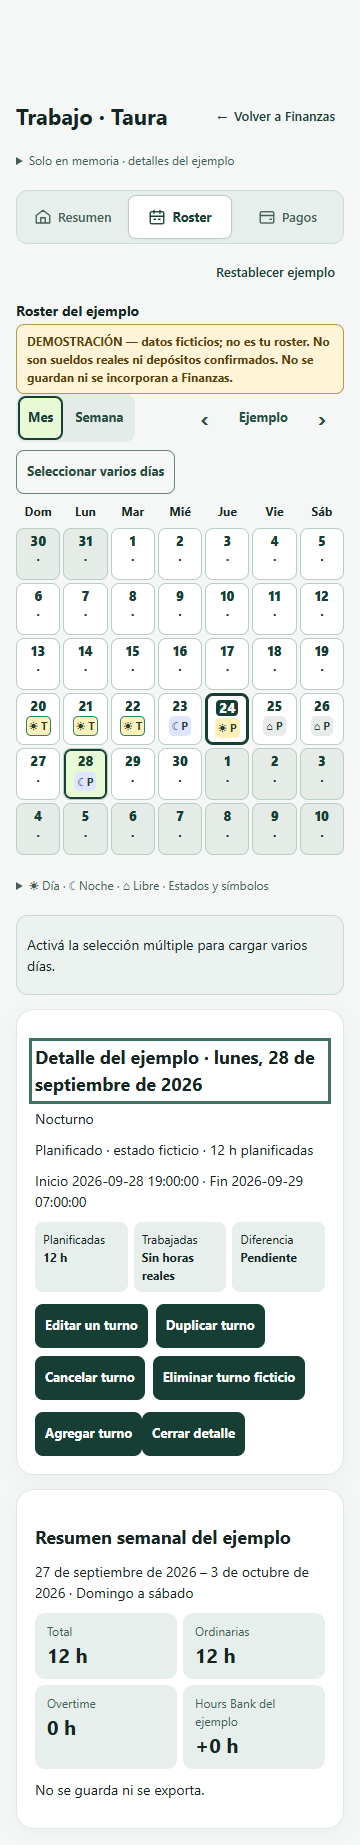 Trabajo · Taura
← Volver a Finanzas
▶ Solo en memoria · detalles del ejemplo
Resumen
Roster
Pagos
Restablecer ejemplo
Roster del ejemplo
DEMOSTRACIÓN — datos ficticios; no es tu roster. No
son sueldos reales ni depósitos confirmados. No se
guardan ni se incorporan a Finanzas.
Mes Semana ‹ Ejemplo ›
Seleccionar varios días
Dom Lun Mar Mié Jue Vie Sáb
30 31 1 2 3 4 5
· · · · · · ·
6 7 8 9 10 11 12
· · · · · · ·
13 14 15 16 17 18 19
· · · · · · ·
20 21 22 23 24 25 26
☀ T ☀ T ☀ T ☾ P ☀ P ⌂ P ⌂ P
27 28 29 30 1 2 3
· ☾ P · · · · ·
4 5 6 7 8 9 10
· · · · · · ·
▶ ☀ Día · ☾ Noche · ⌂ Libre · Estados y símbolos
Activá la selección múltiple para cargar varios
días.
Detalle del ejemplo · lunes, 28 de
septiembre de 2026
Nocturno
Planificado · estado ficticio · 12 h planificadas
Inicio 2026-09-28 19:00:00 · Fin 2026-09-29
07:00:00
Planificadas
12 h
Trabajadas
Sin horas
reales
Diferencia
Pendiente
Editar un turno
Duplicar turno
Cancelar turno
Eliminar turno ficticio
Agregar turno
Cerrar detalle
Resumen semanal del ejemplo
27 de septiembre de 2026 – 3 de octubre de
2026 · Domingo a sábado
Total
12 h
Ordinarias
12 h
Overtime
0 h
Hours Bank del
ejemplo
+0 h
No se guarda ni se exporta.